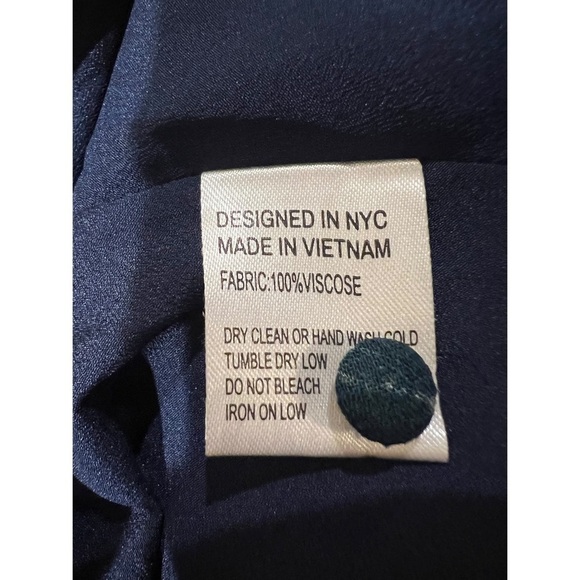 DESIGNED IN NYC
MADE IN VIETNAM
FABRIC:100%VISCOSE
DRY CLEAN OR HAND WASH COLD
TUMBLE DRY LOW
DO NOT BLEACH
IRON ON LOW